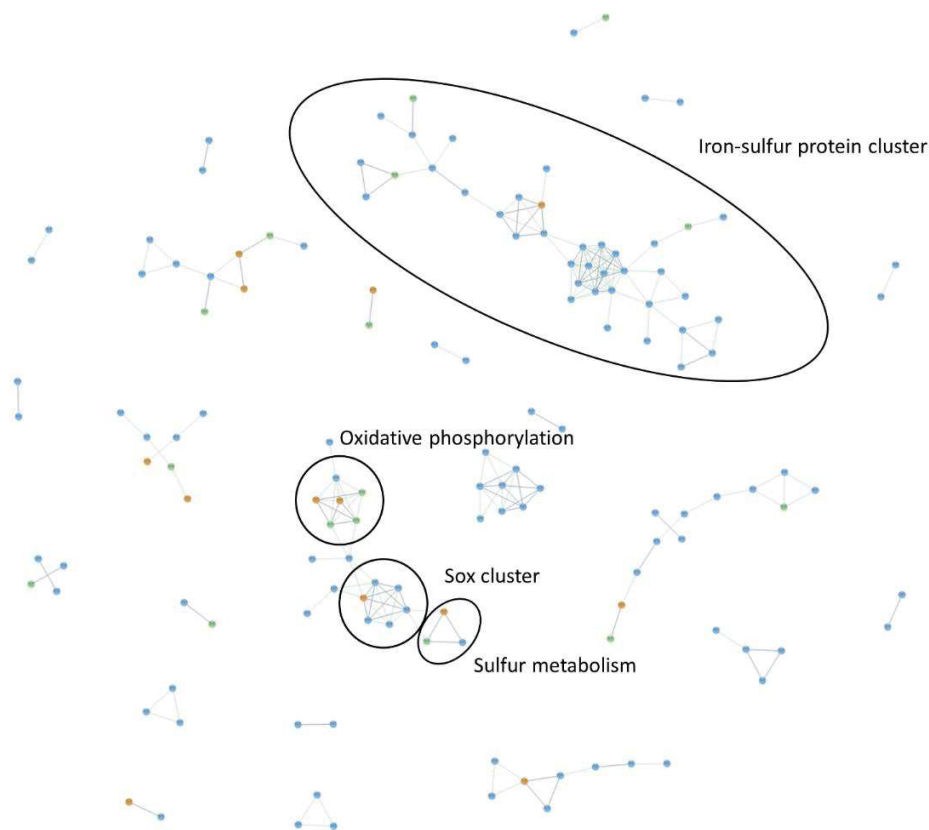 Iron-sulfur protein cluster
Oxidative phosphorylation
Sox cluster
Sulfur metabolism